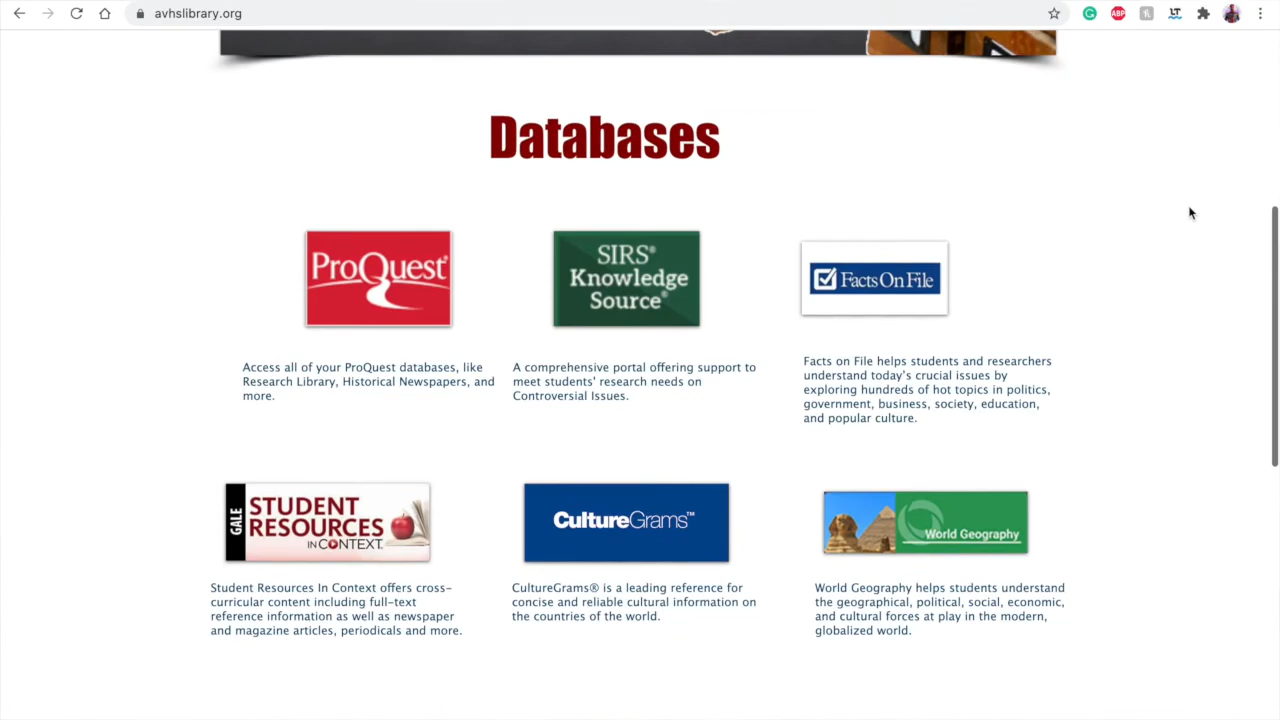 avhslibrary.org
ABP
Databases
ProQuest®
SIRS®
Knowledge
Source®
Facts On File
Access all of your ProQuest databases, like
Research Library, Historical Newspapers, and
more.
A comprehensive portal offering support to
meet students' research needs on
Controversial Issues.
Facts on File helps students and researchers
understand today’s crucial issues by
exploring hundreds of hot topics in politics,
government, business, society, education,
and popular culture.
GALE
STUDENT
RESOURCES
IN CONTEXT
CultureGrams™
World Geography
Student Resources In Context offers cross-
curricular content including full-text
reference information as well as newspaper
and magazine articles, periodicals and more.
CultureGrams® is a leading reference for
concise and reliable cultural information on
the countries of the world.
World Geography helps students understand
the geographical, political, social, economic,
and cultural forces at play in the modern,
globalized world.